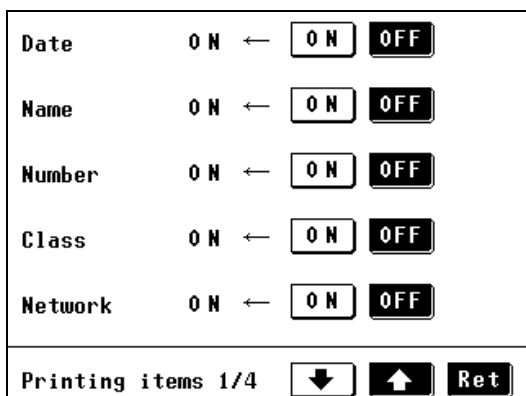 Date ON ← ON OFF
Name ON ← ON OFF
Number ON ← ON OFF
Class ON ← ON OFF
Network ON ← ON OFF
Printing items 1/4 Ret